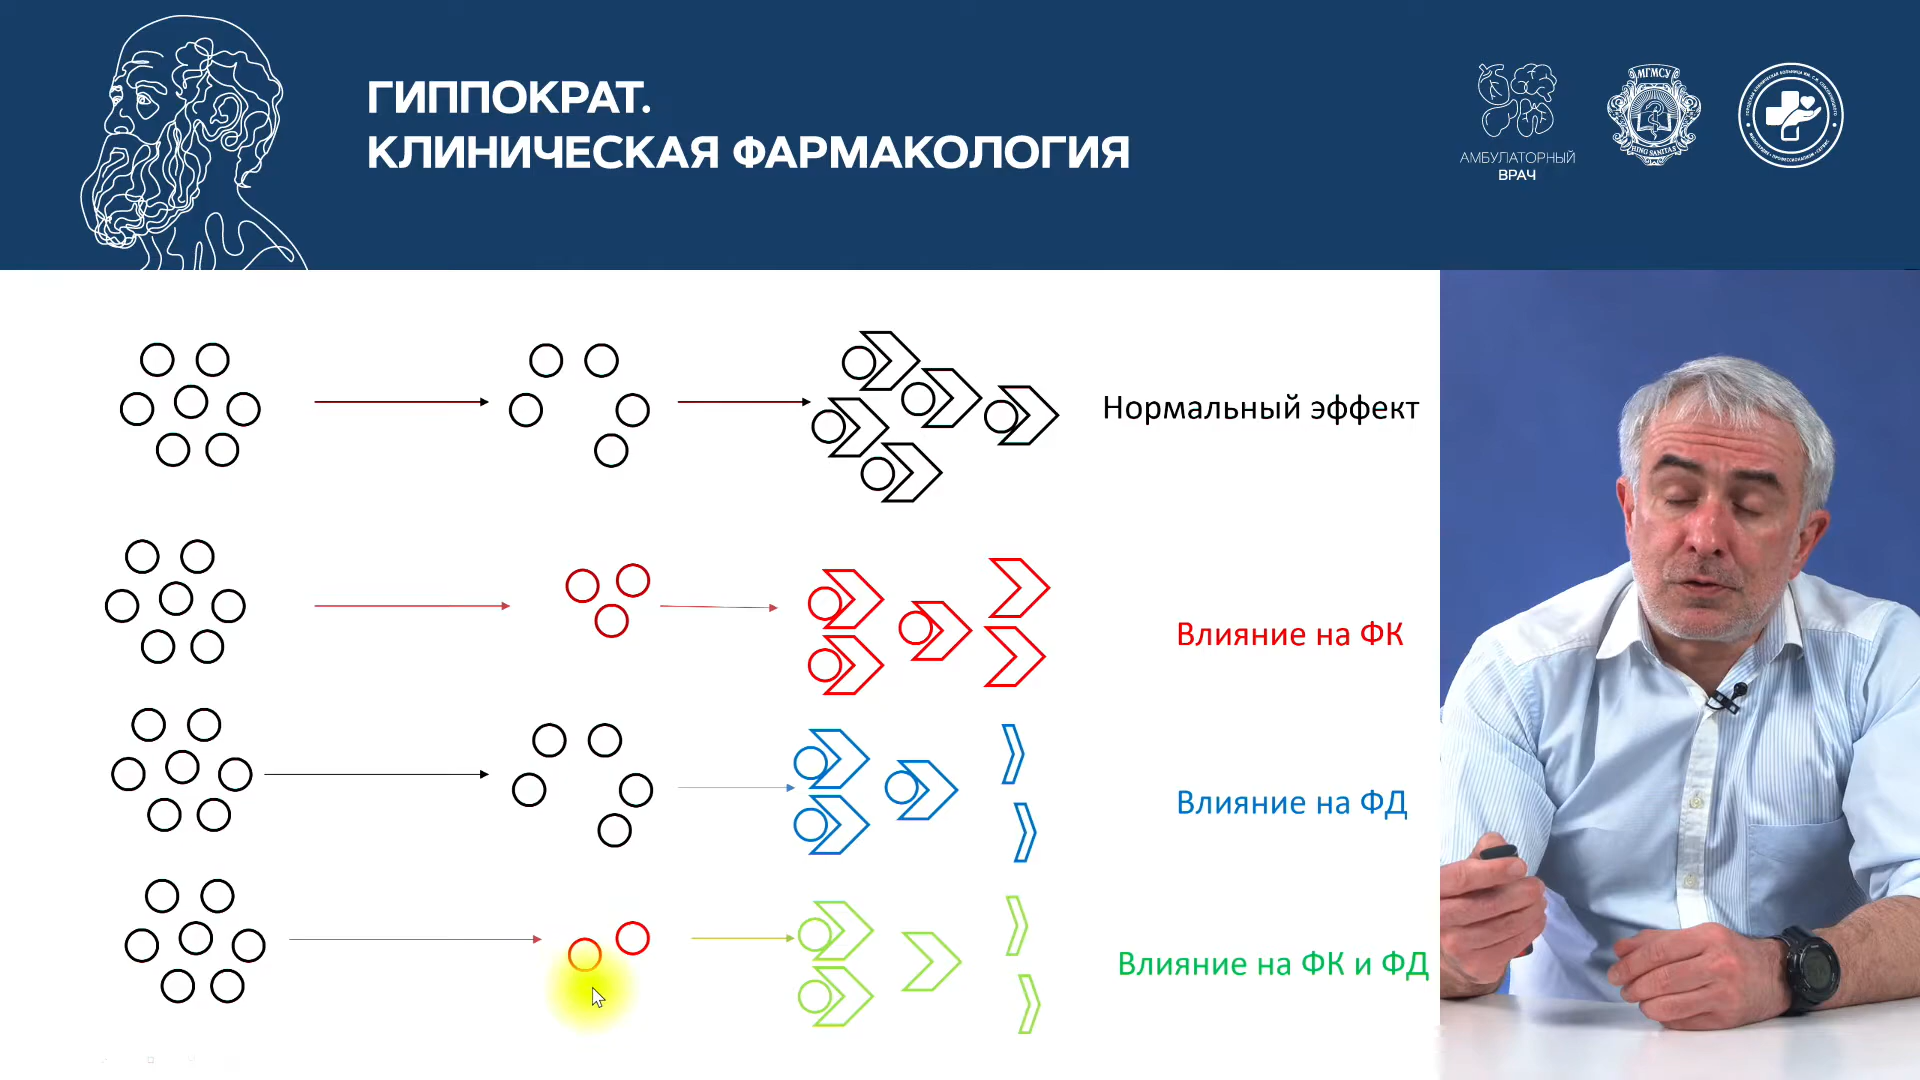 ГИППОКРАТ.
КЛИНИЧЕСКАЯ ФАРМАКОЛОГИЯ
АМБУЛАТОРНЫЙ
ВРАЧ
МГМСУ
Нормальный эффект
Влияние на ФК
Влияние на ФД
Влияние на ФК и ФД